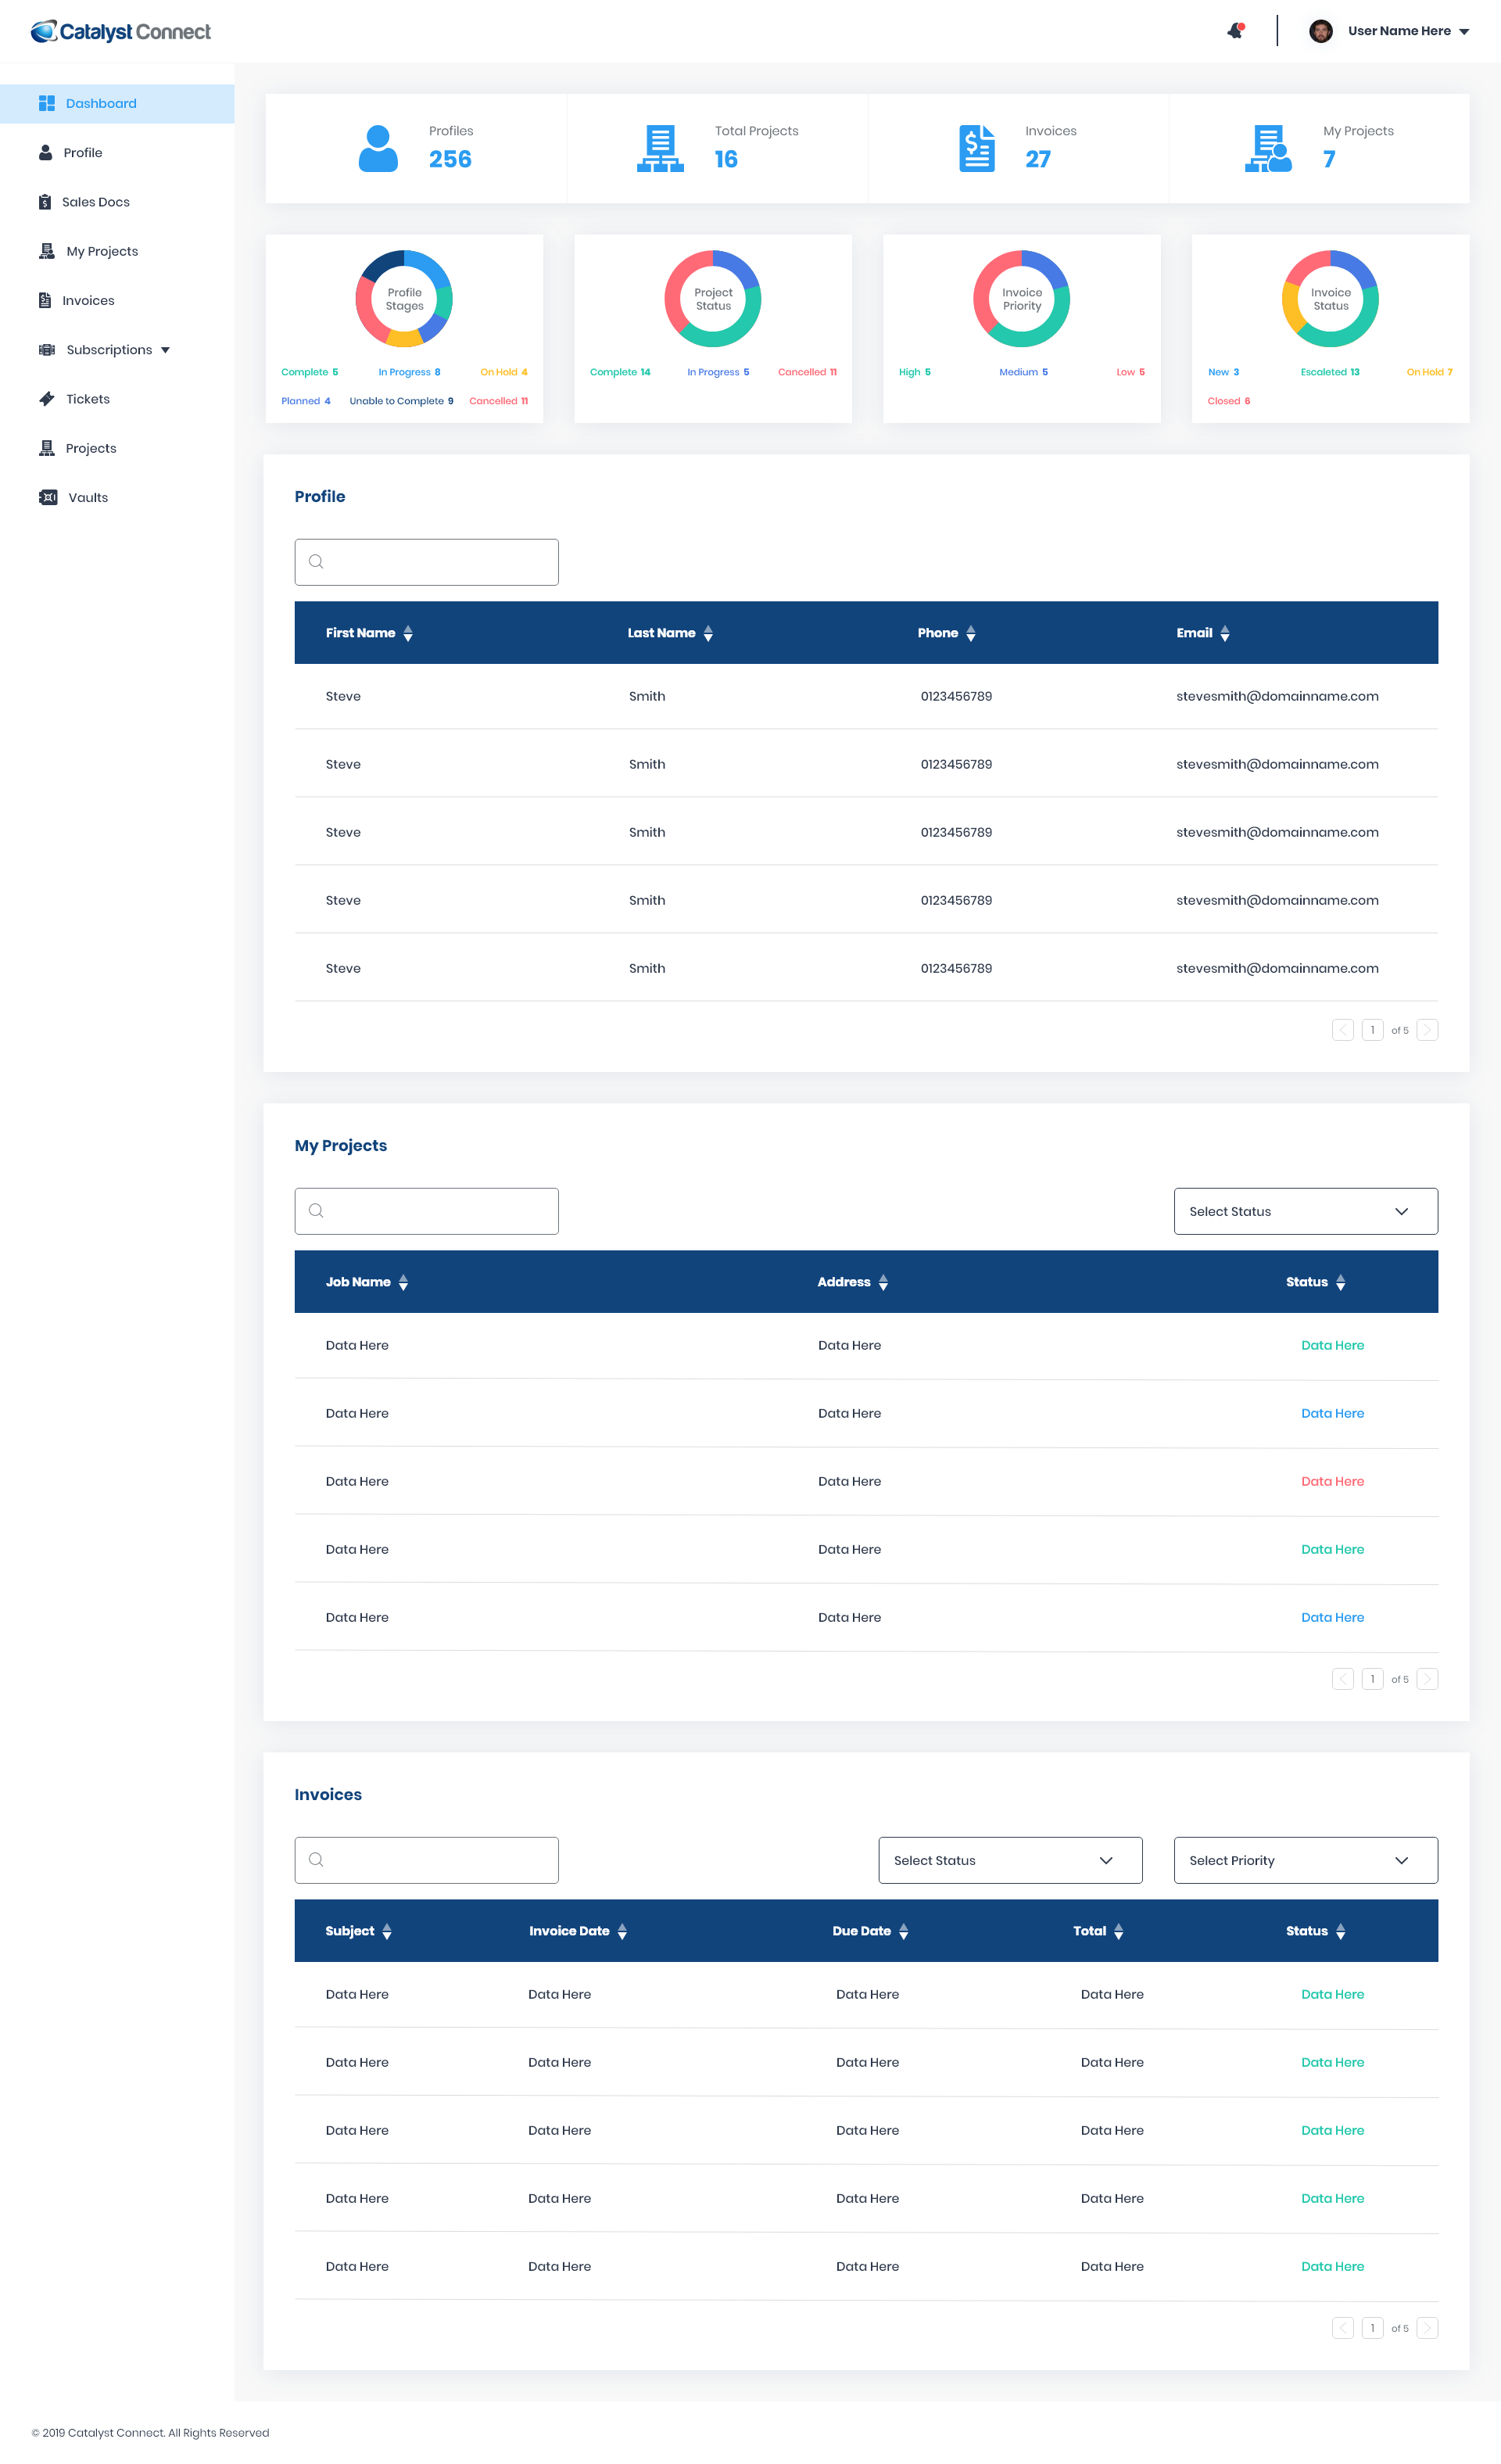 Catalyst Connect
User Name Here
Dashboard
Profile
Sales Docs
My Projects
Invoices
Subscriptions
Tickets
Projects
Vaults
Profiles
256
Total Projects
16
Invoices
27
My Projects
7
Profile
Stages
Complete 5 In Progress 8 On Hold 4
Planned 4 Unable to Complete 9 Cancelled 11
Project
Status
Complete 14 In Progress 5 Cancelled 11
Invoice
Priority
High 5 Medium 5 Low 5
Invoice
Status
New 3 Escaleted 13 On Hold 7
Closed 6
Profile
First Name Last Name Phone Email
Steve Smith 0123456789 stevesmith@domainname.com
Steve Smith 0123456789 stevesmith@domainname.com
Steve Smith 0123456789 stevesmith@domainname.com
Steve Smith 0123456789 stevesmith@domainname.com
Steve Smith 0123456789 stevesmith@domainname.com
1 of 5
My Projects
Select Status
Job Name Address Status
Data Here Data Here Data Here
Data Here Data Here Data Here
Data Here Data Here Data Here
Data Here Data Here Data Here
Data Here Data Here Data Here
1 of 5
Invoices
Select Status Select Priority
Subject Invoice Date Due Date Total Status
Data Here Data Here Data Here Data Here Data Here
Data Here Data Here Data Here Data Here Data Here
Data Here Data Here Data Here Data Here Data Here
Data Here Data Here Data Here Data Here Data Here
Data Here Data Here Data Here Data Here Data Here
1 of 5
© 2019 Catalyst Connect. All Rights Reserved